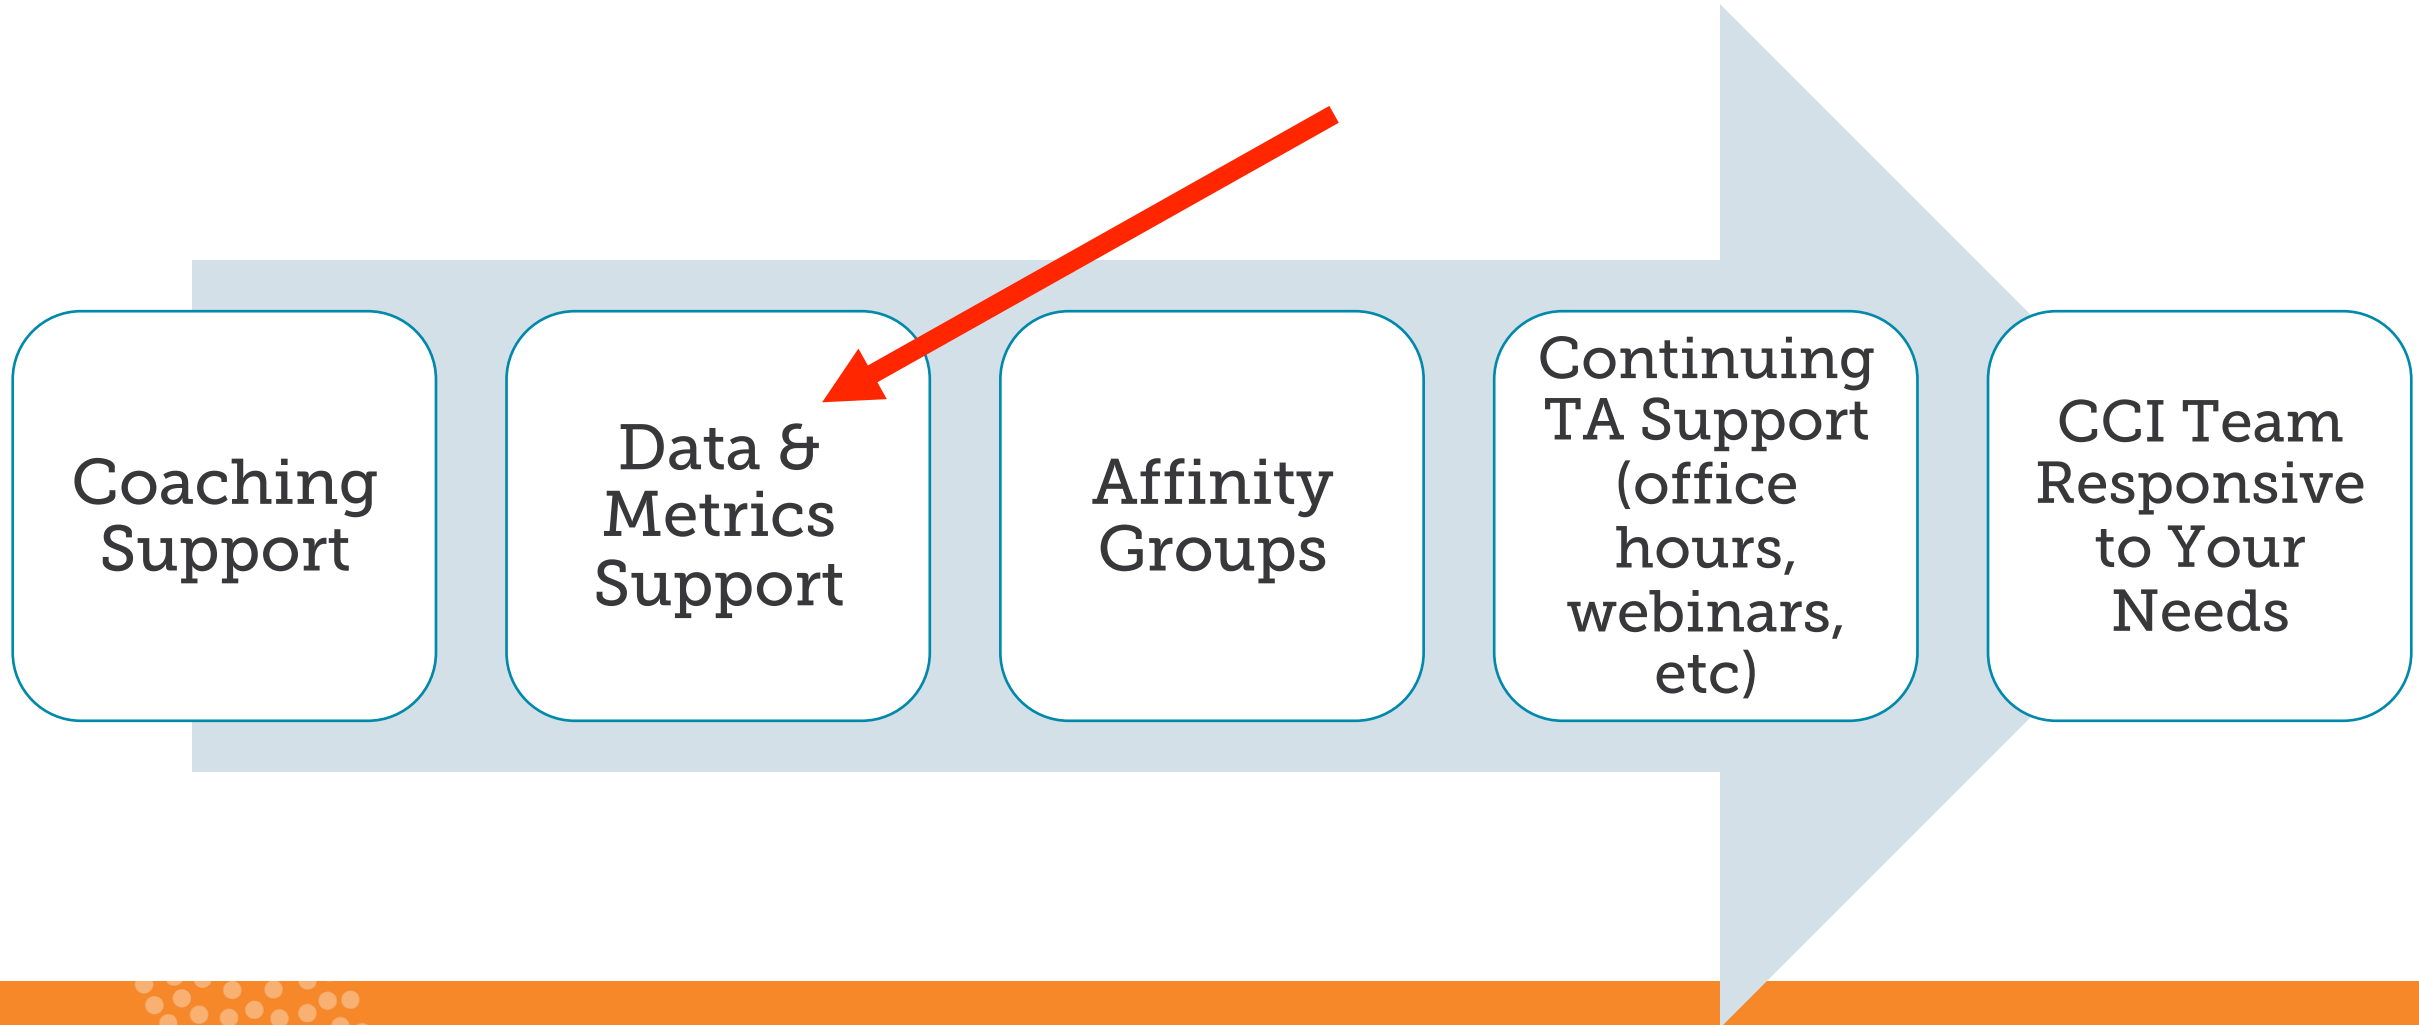 Coaching
Support
Data &
Metrics
Support
Affinity
Groups
Continuing
TA Support
(office
hours,
webinars,
etc)
CCI Team
Responsive
to Your
Needs